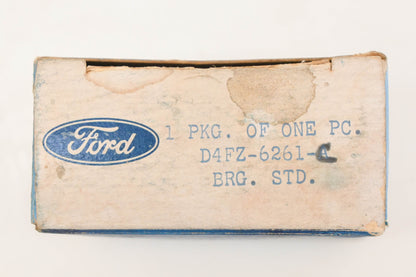 Ford
1 PKG. OF ONE PC.
D4FZ-6261-C
BRG. STD.